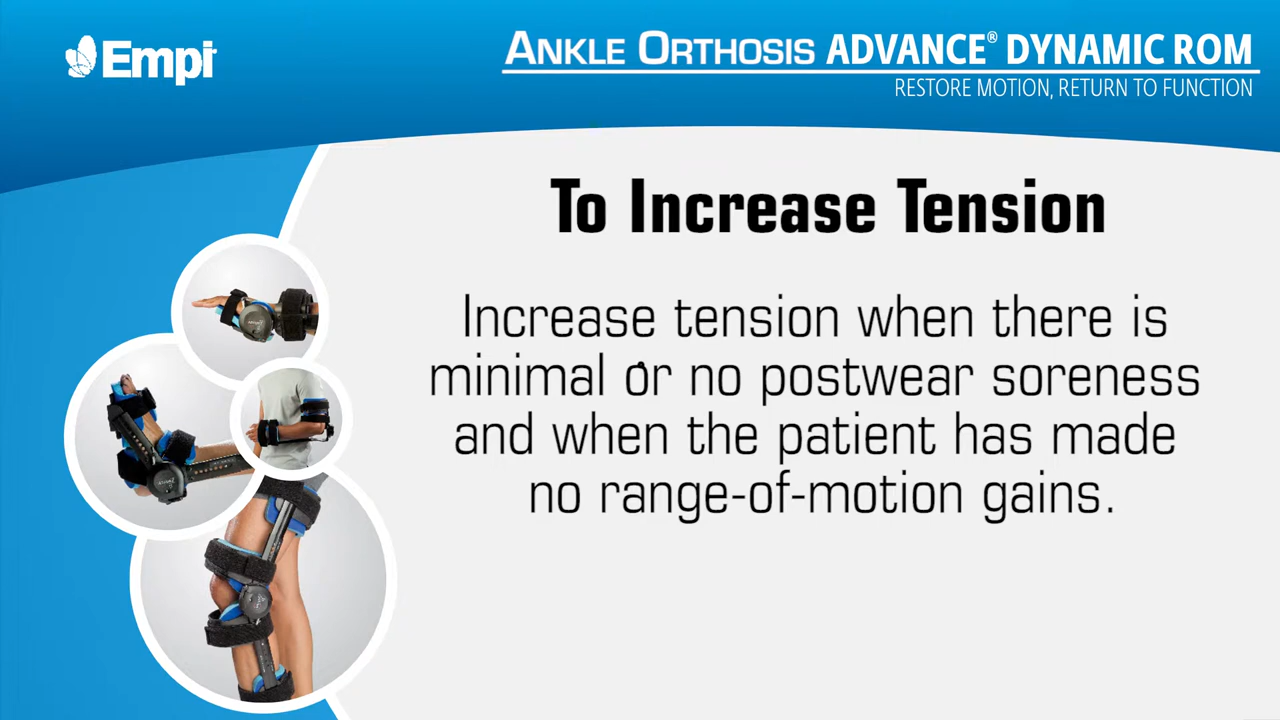 Empi
ANKLE ORTHOSIS ADVANCE® DYNAMIC ROM
RESTORE MOTION, RETURN TO FUNCTION
To Increase Tension
Increase tension when there is
minimal or no postwear soreness
and when the patient has made
no range-of-motion gains.